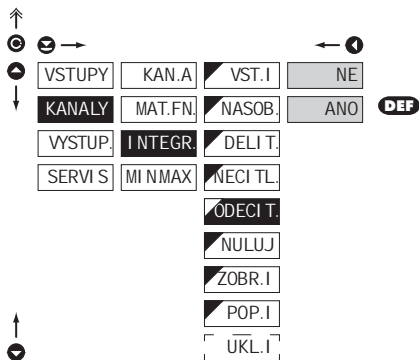 VSTUPY KAN.A VST.I NE
KANALY MAT.FN. NASOB. ANO DEF
VYSTUP. INTEGR. DELIT.
SERVIS MINMAX NECITL.
ODECIT.
NULUJ
ZOBR.I
POP.I
UKL.I